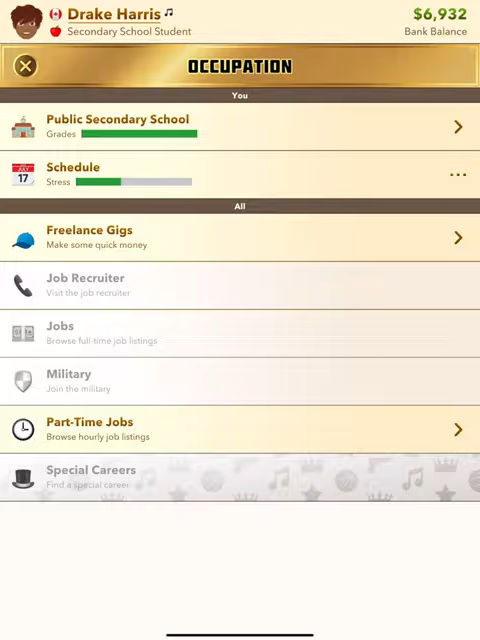 Drake Harris
$6,932
Secondary School Student
Bank Balance
OCCUPATION
You
Public Secondary School
Grades
JULY
17
Schedule
Stress
All
Freelance Gigs
Make some quick money
Job Recruiter
Visit the job recruiter
Jobs
Browse full-time job listings
Military
Join the military
Part-Time Jobs
Browse hourly job listings
Special Careers
Find a special career